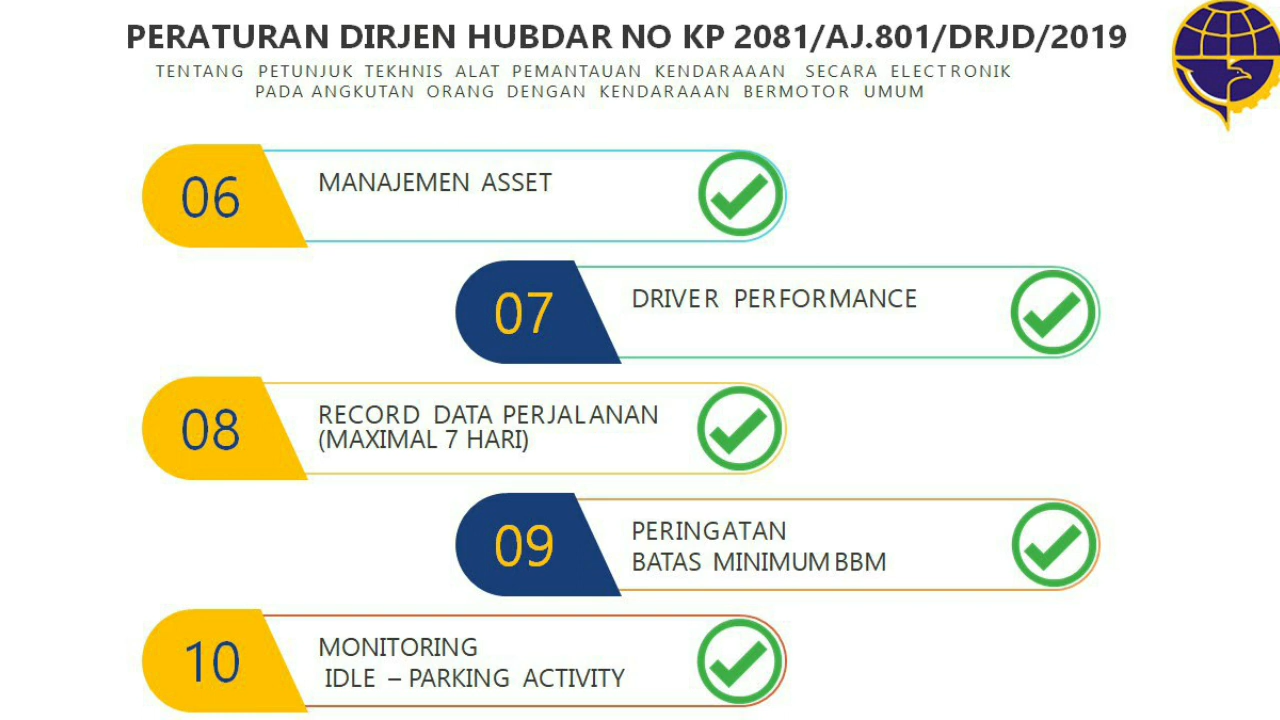 PERATURAN DIRJEN HUBDAR NO KP 2081/AJ.801/DRJD/2019
TENTANG PETUNJUK TEKHNIS ALAT PEMANTAUAN KENDARAAAN SECARA ELECTRONIK
PADA ANGKUTAN ORANG DENGAN KENDARAAAN BERMOTOR UMUM
06
MANAJEMEN ASSET
07
DRIVER PERFORMANCE
08
RECORD DATA PERJALANAN
(MAXIMAL 7 HARI)
09
PERINGATAN
BATAS MINIMUM BBM
10
MONITORING
IDLE – PARKING ACTIVITY